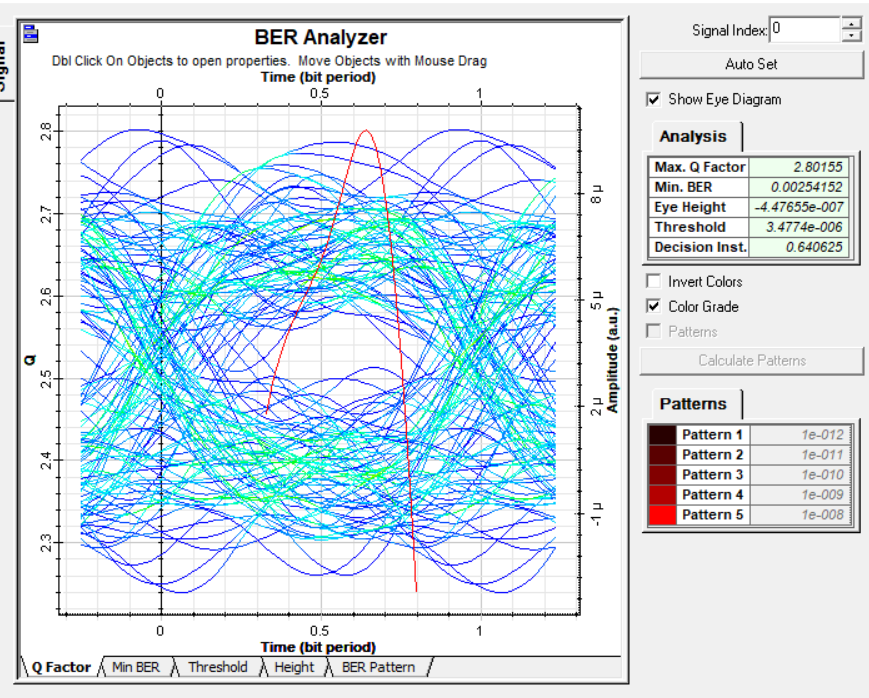 Signal
BER Analyzer
Dbl Click On Objects to open properties. Move Objects with Mouse Drag
Time (bit period)
0 0.5 1
2.8
2.7
2.6
2.5
2.4
2.3
Q
8 µ
5 µ
2 µ
-1 µ
Amplitude (a.u.)
0 0.5 1
Time (bit period)
Q Factor Min BER Threshold Height BER Pattern
Signal Index: 0
Auto Set
Show Eye Diagram
Analysis
Max. Q Factor 2.80155
Min. BER 0.00254152
Eye Height -4.47655e-007
Threshold 3.4774e-006
Decision Inst. 0.640625
Invert Colors
Color Grade
Patterns
Calculate Patterns
Patterns
Pattern 1 1e-012
Pattern 2 1e-011
Pattern 3 1e-010
Pattern 4 1e-009
Pattern 5 1e-008